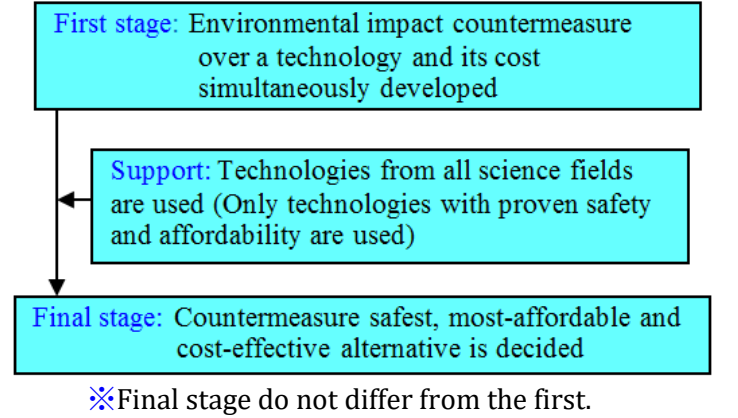 First stage: Environmental impact countermeasure
over a technology and its cost
simultaneously developed
Support: Technologies from all science fields
are used (Only technologies with proven safety
and affordability are used)
Final stage: Countermeasure safest, most-affordable and
cost-effective alternative is decided
※Final stage do not differ from the first.